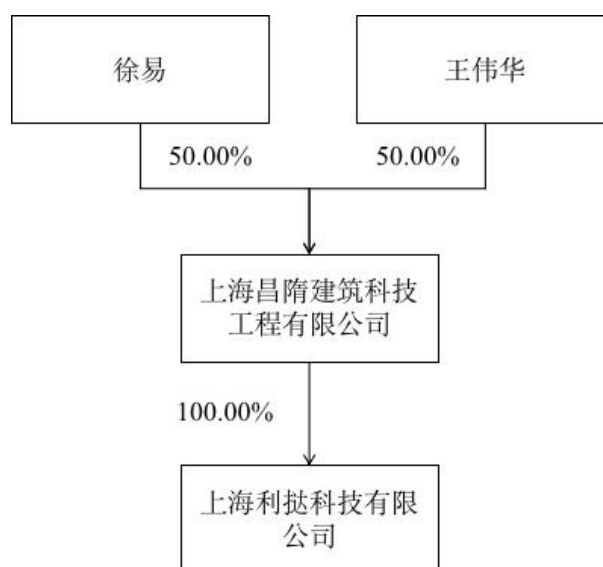 徐易
王伟华
50.00%
50.00%
上海昌隋建筑科技
工程有限公司
100.00%
上海利挞科技有限
公司